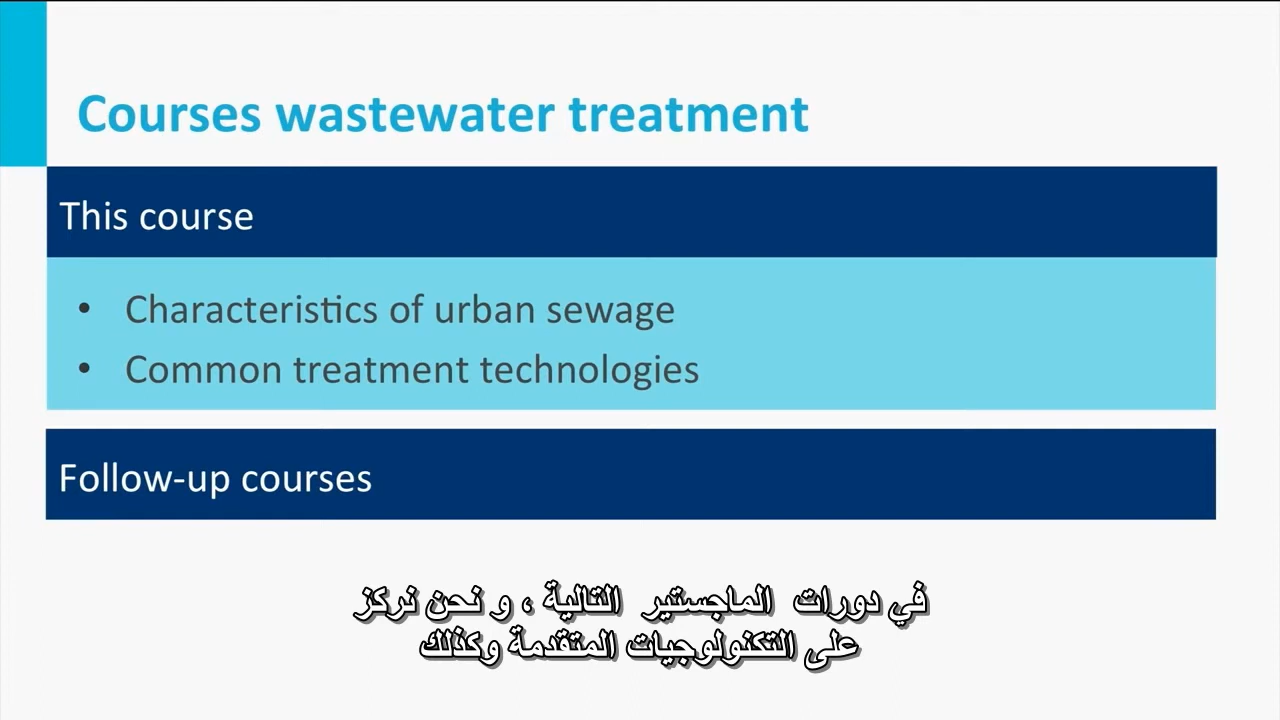 Courses wastewater treatment
This course
• Characteristics of urban sewage
• Common treatment technologies
Follow-up courses
في دورات الماجستير التالية ، و نحن نركز
على التكنولوجيات المتقدمة وكذلك